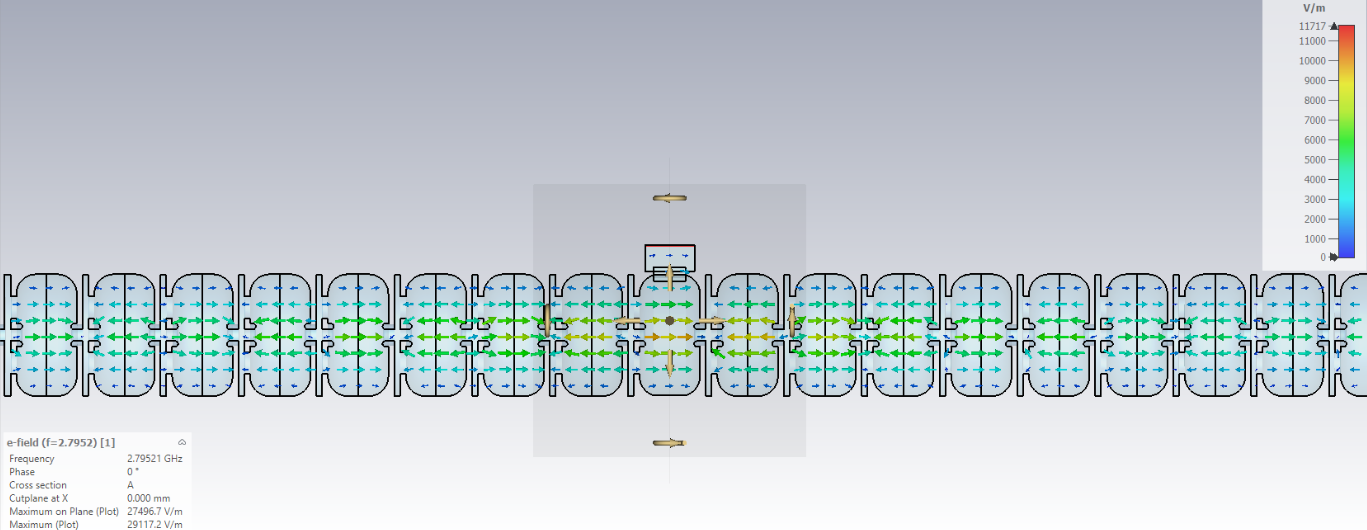 V/m
11717
11000
10000
9000
8000
7000
6000
5000
4000
3000
2000
1000
0
e-field (f=2.7952) [1]
Frequency 2.79521 GHz
Phase 0 °
Cross section A
Cutplane at X 0.000 mm
Maximum on Plane (Plot) 27496.7 V/m
Maximum (Plot) 29117.2 V/m